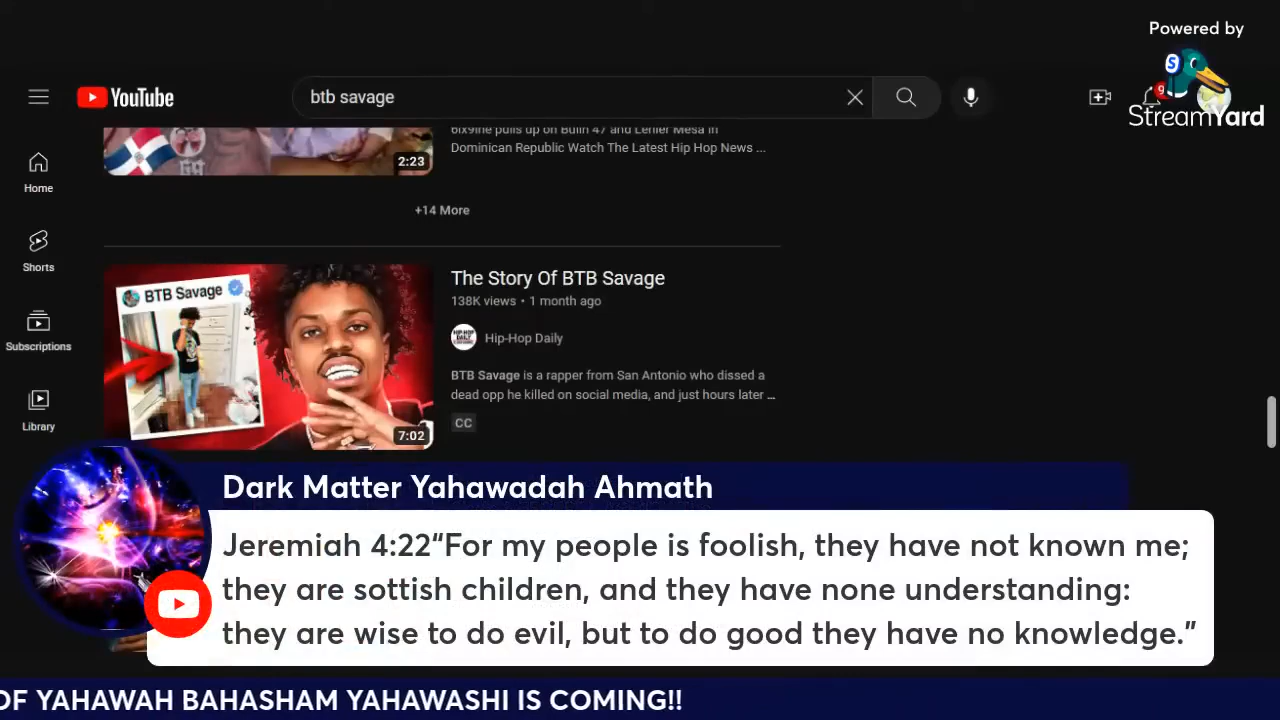 Powered by
StreamYard
YouTube
btb savage
9
Home
Shorts
Subscriptions
Library
2:23
6ix9ine pulls up on Bulin 47 and Lenier Mesa in
Dominican Republic Watch The Latest Hip Hop News ...
+14 More
BTB Savage
7:02
The Story Of BTB Savage
138K views • 1 month ago
Hip-Hop Daily
BTB Savage is a rapper from San Antonio who dissed a
dead opp he killed on social media, and just hours later ...
CC
Dark Matter Yahawadah Ahmath
Jeremiah 4:22“For my people is foolish, they have not known me;
they are sottish children, and they have none understanding:
they are wise to do evil, but to do good they have no knowledge.”
OF YAHAWAH BAHASHAM YAHAWASHI IS COMING!!